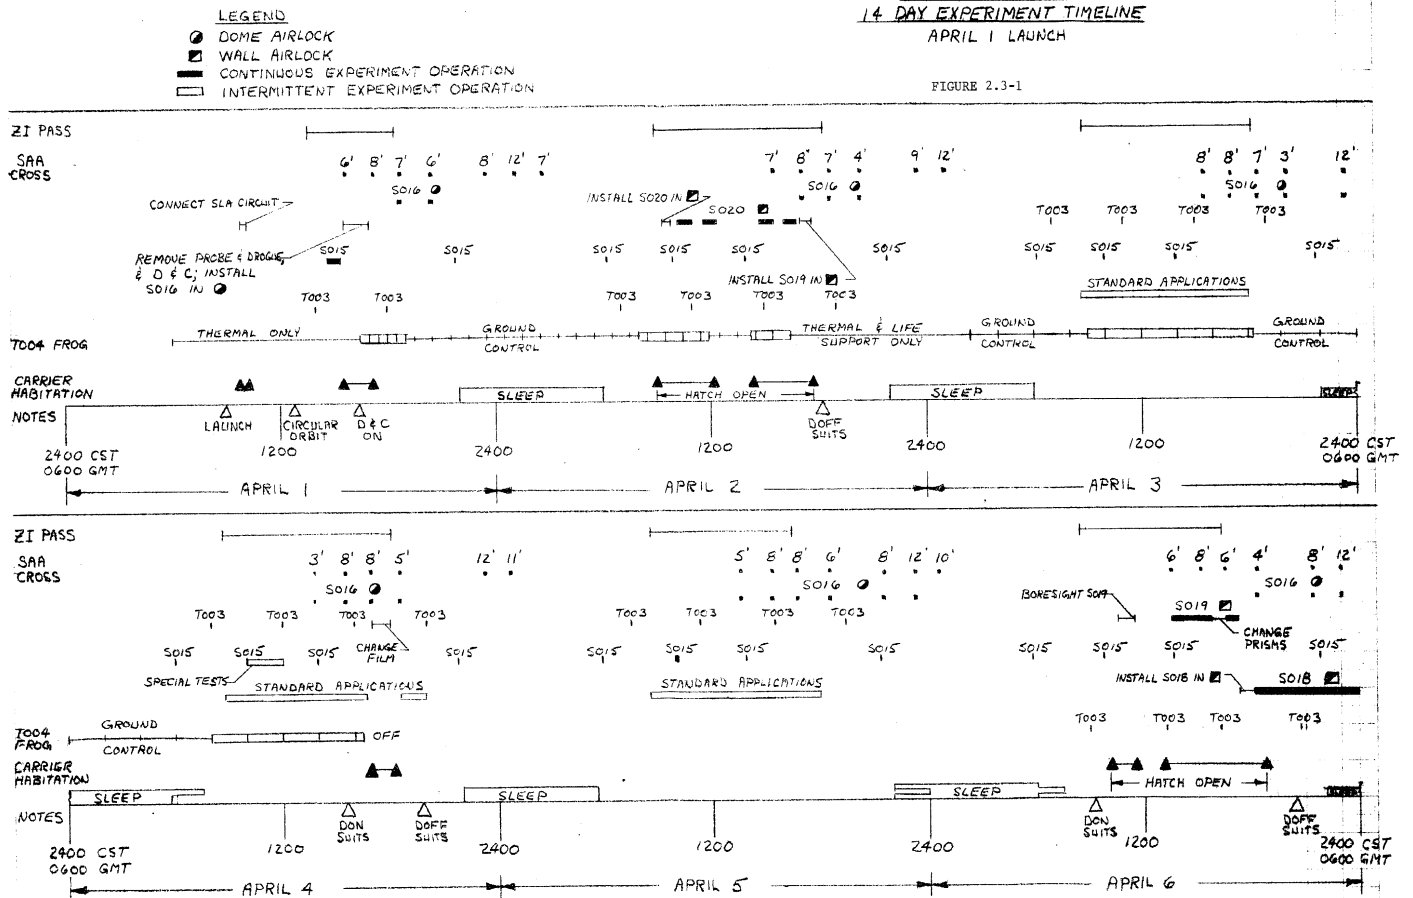 LEGEND
DOME AIRLOCK
WALL AIRLOCK
CONTINUOUS EXPERIMENT OPERATION
INTERMITTENT EXPERIMENT OPERATION
14 DAY EXPERIMENT TIMELINE
APRIL 1 LAUNCH
FIGURE 2.3-1
ZI PASS
SAA CROSS
6' 8' 7' 6' 8' 12' 7' 7' 8' 7' 4' 9' 12' 8' 8' 7' 3' 12'
S016 S016 S016
CONNECT SLA CIRCUIT
INSTALL S020 IN
S020
T003 T003 T003 T003
REMOVE PROBE & DROGUE,
& D & C; INSTALL
S016 IN
S015 S015 S015 S015 S015 S015 S015 S015 S015 S015
INSTALL S019 IN
STANDARD APPLICATIONS
T003 T003 T003 T003 T003 T003
T004 FROG
THERMAL ONLY
GROUND CONTROL
THERMAL & LIFE
SUPPORT ONLY
GROUND CONTROL
GROUND CONTROL
CARRIER
HABITATION
SLEEP
HATCH OPEN
SLEEP
SLEEP
NOTES
LAUNCH
CIRCULAR
ORBIT
D & C
ON
DOFF
SUITS
2400 CST
0600 GMT
1200 2400 1200 2400 1200
2400 CST
0600 GMT
APRIL 1 APRIL 2 APRIL 3
ZI PASS
SAA
CROSS
3' 8' 8' 5' 12' 11' 5' 8' 8' 6' 8' 12' 10' 6' 8' 6' 4' 8' 12'
S016 S016 S016
BORESIGHT S019
S019
T003 T003 T003 T003 T003 T003 T003 T003
CHANGE
PRISMS
CHANGE
FILM
S015 S015 S015 S015 S015 S015 S015 S015 S015 S015 S015 S015
SPECIAL TESTS
STANDARD APPLICATIONS
STANDARD APPLICATIONS
INSTALL S018 IN
S018
T003 T003 T003 T003
T004
FROG
GROUND
CONTROL
OFF
CARRIER
HABITATION
SLEEP
SLEEP
SLEEP
HATCH OPEN
NOTES
DON
SUITS
DOFF
SUITS
DON
SUITS
DOFF
SUITS
2400 CST
0600 GMT
1200 2400 1200 2400 1200
2400 CST
0600 GMT
APRIL 4 APRIL 5 APRIL 6